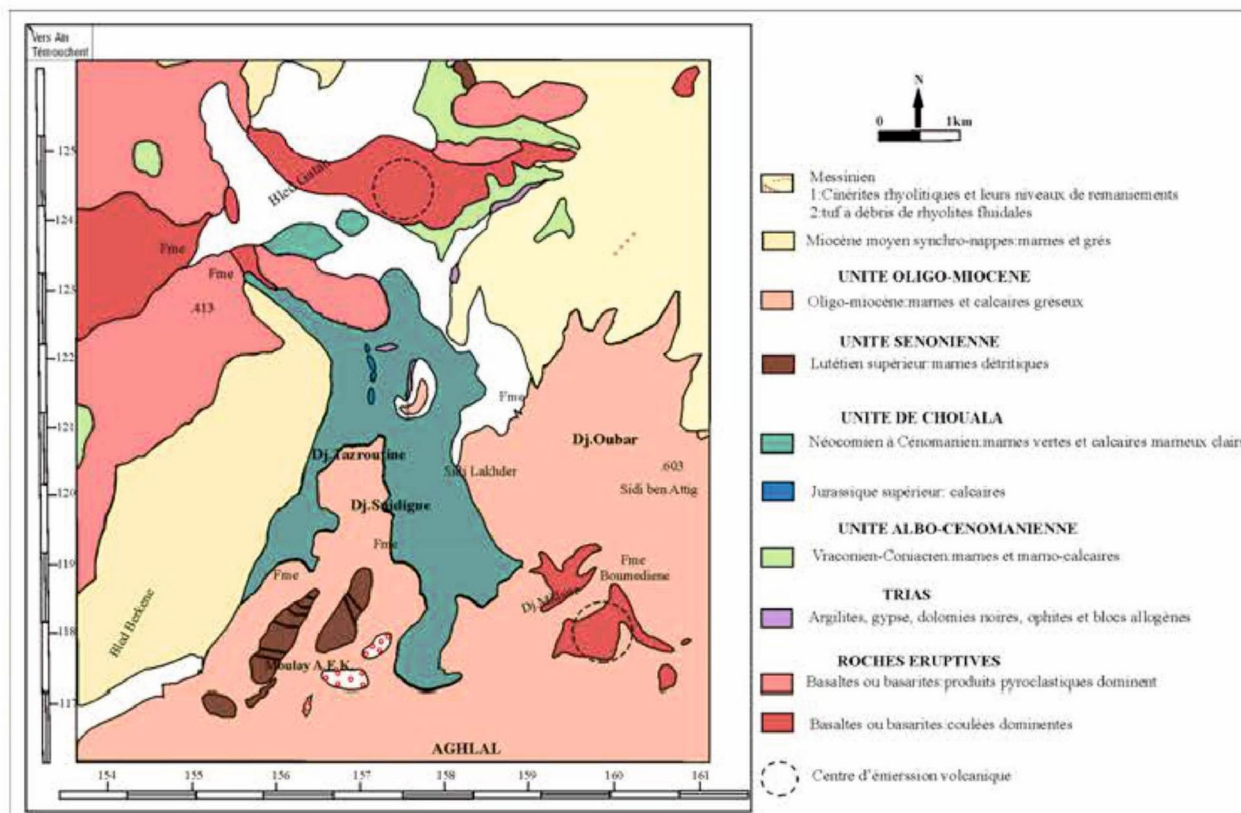 Vers Ain
Témouchent
N
0 1km
125
124
123
122
121
120
119
118
117
Bled Gatah
Fme
Fme
.413
Fme
Dj.Oubar
Dj.Tazroutine
Sidi Lakhder
.603
Sidi ben.Attig
Dj.Suidigue
Fme
Fme
Fme
Boumediene
Bled Berkene
Moulay A.E.K.
AGHLAL
154 155 156 157 158 159 160 161
Messinien
1:Cinérites rhyolitiques et leurs niveaux de remaniements
2:tuf a débris de rhyolites fluidales
Miocène moyen synchro-nappes:marnes et grés
UNITE OLIGO-MIOCENE
Oligo-miocène:marnes et calcaires gréseux
UNITE SENONIENNE
Lutétien supérieur:marnes détritiques
UNITE DE CHOUALA
Néocomien à Cénomanien:marnes vertes et calcaires marneux clairs
Jurassique supérieur: calcaires
UNITE ALBO-CENOMANIENNE
Vraconien-Coniacien:marnes et marno-calcaires
TRIAS
Argilites, gypse, dolomies noires, ophites et blocs allogènes
ROCHES ERUPTIVES
Basaltes ou basarites:produits pyroclastiques dominent
Basaltes ou basarites:coulées dominentes
Centre d'émerssion volcanique